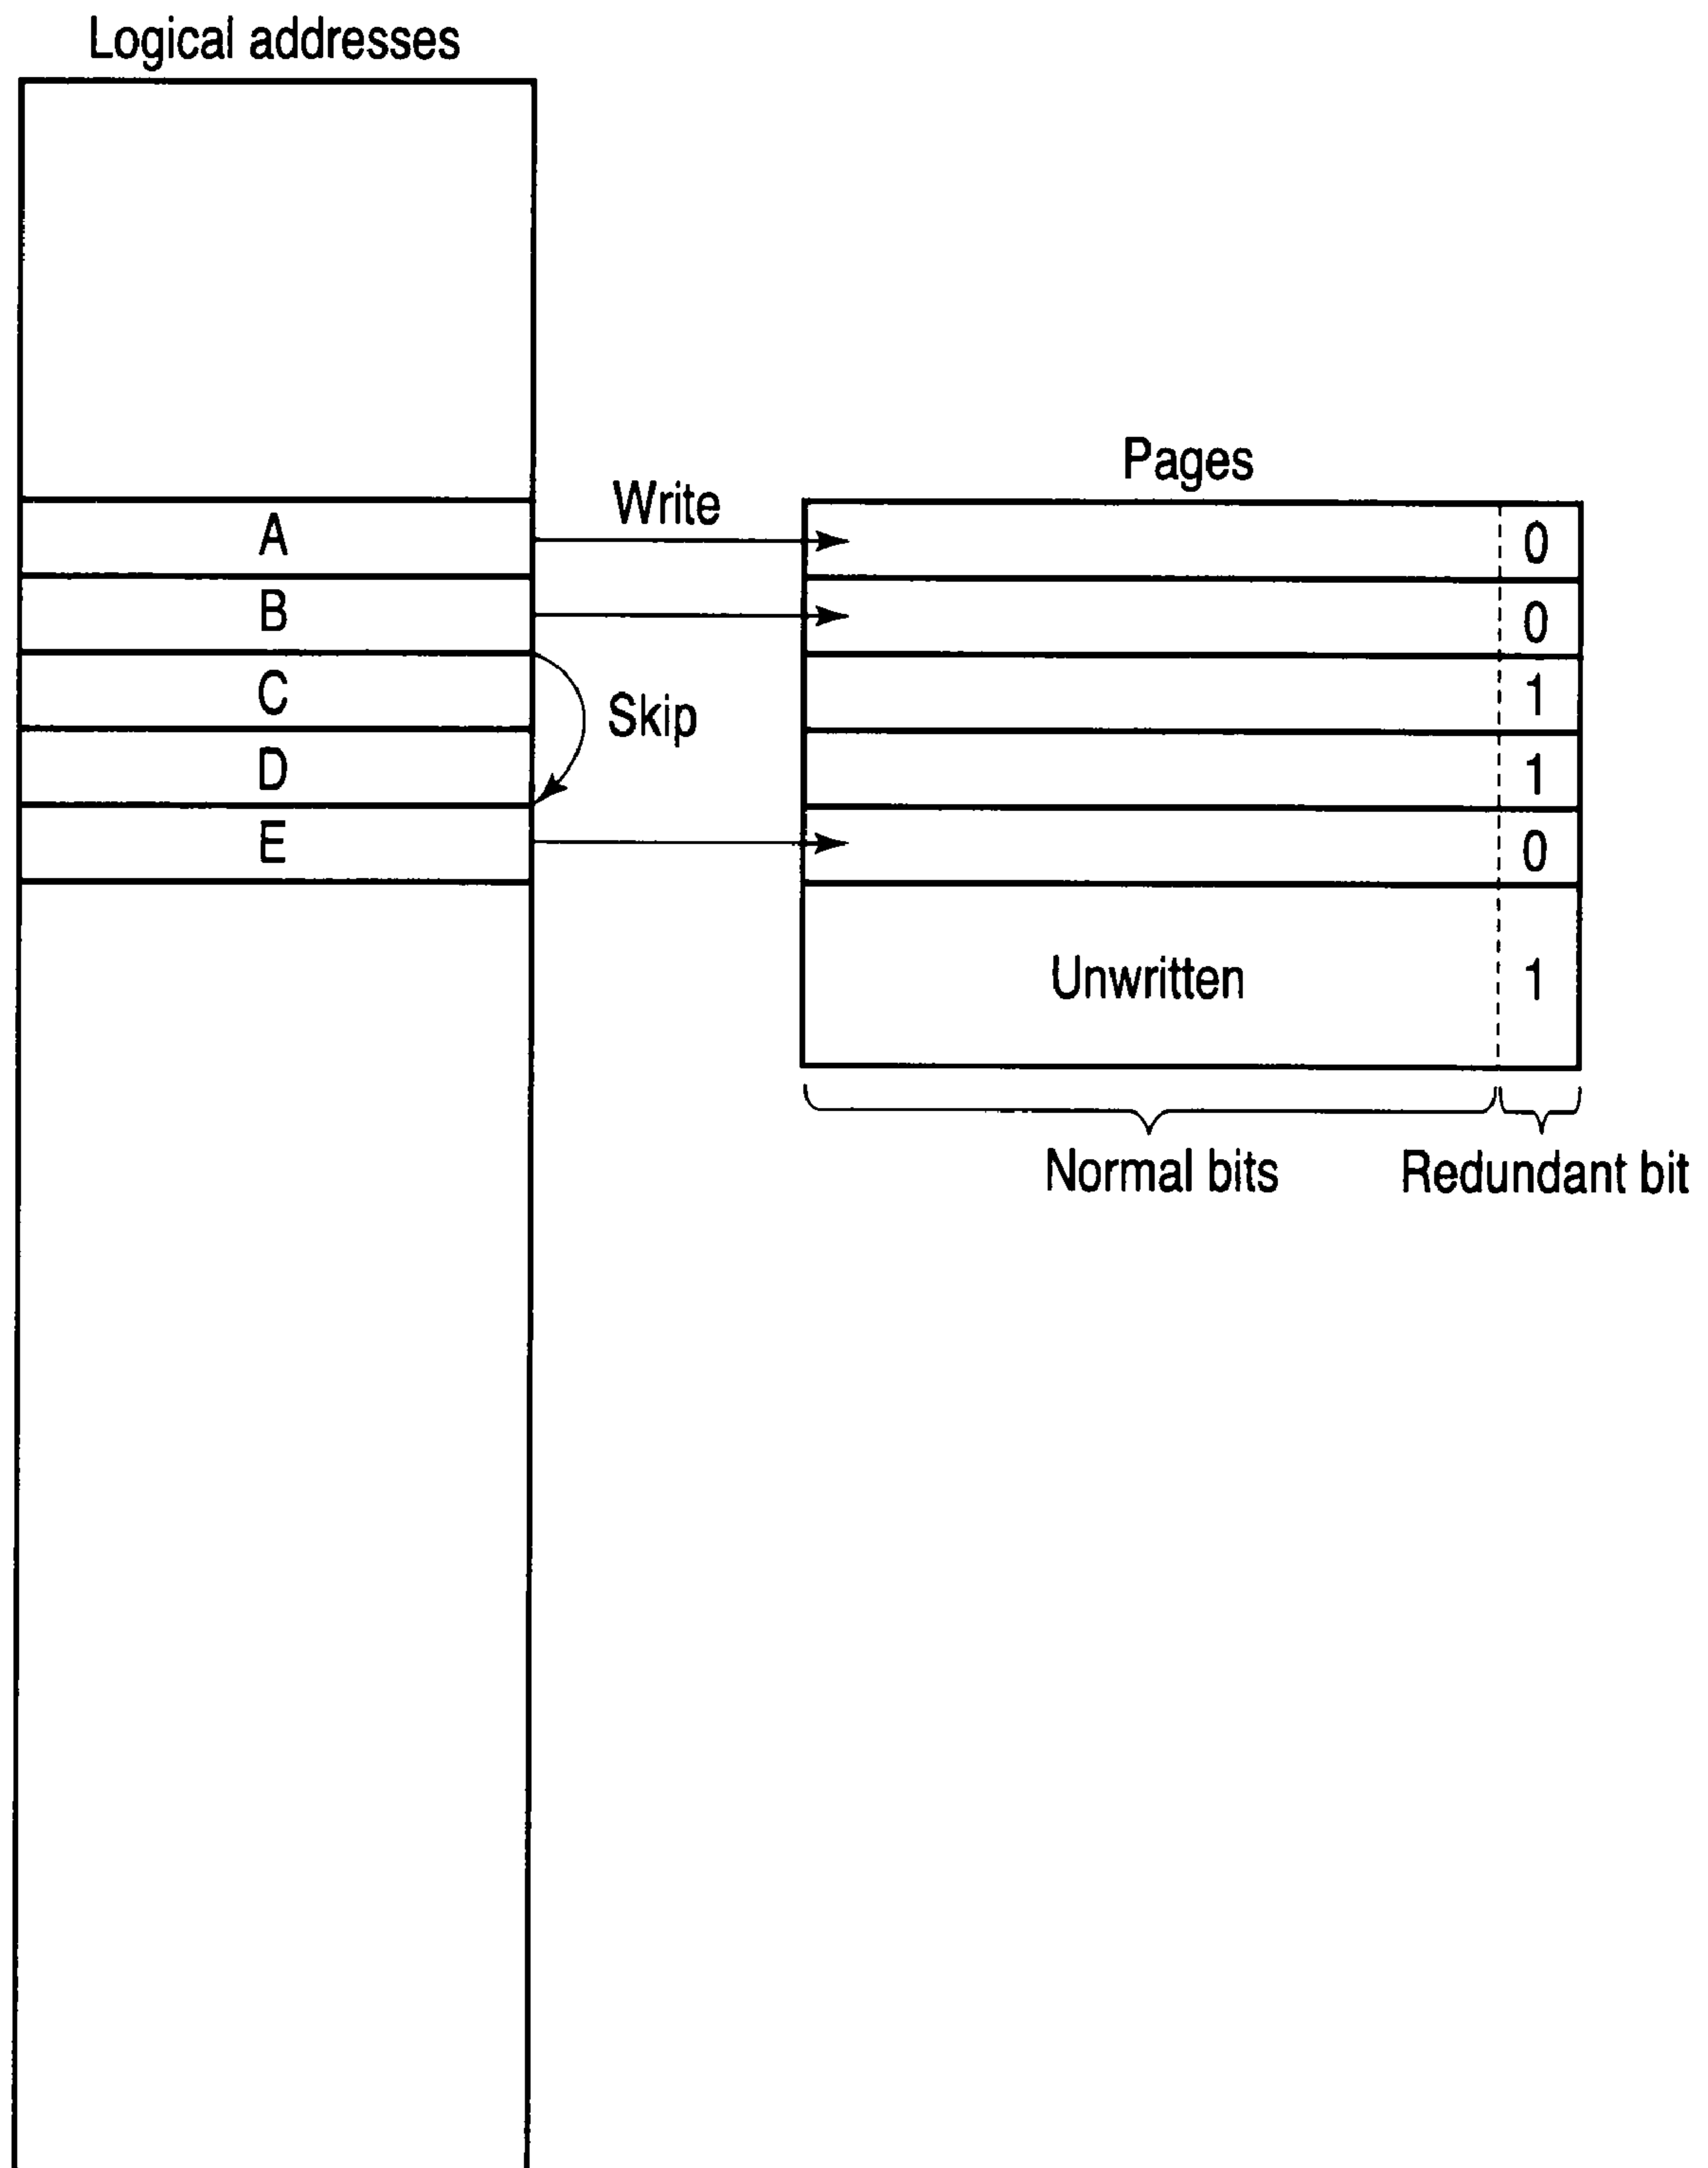 Logical addresses
Pages
Write
A
0
B
0
C
Skip
1
D
1
E
0
Unwritten
1
Normal bits
Redundant bit